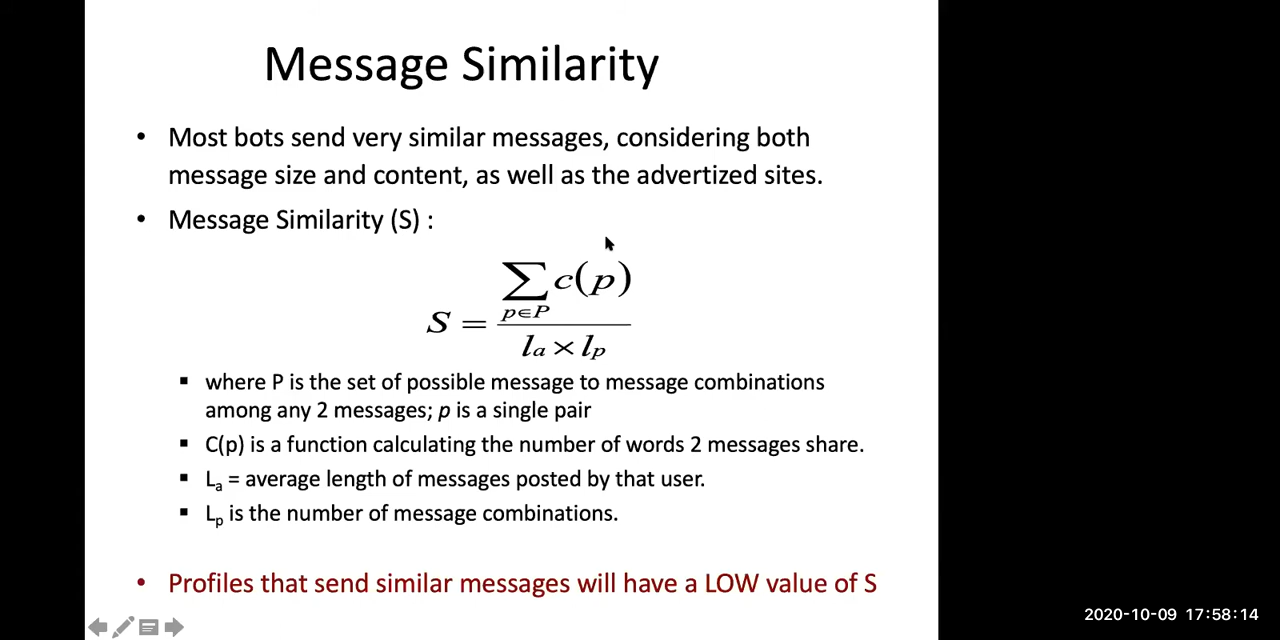 Message Similarity
• Most bots send very similar messages, considering both
message size and content, as well as the advertized sites.
• Message Similarity (S) :
S = ∑ p∈P c(p) / lₐ × lₚ
▪ where P is the set of possible message to message combinations
among any 2 messages; p is a single pair
▪ C(p) is a function calculating the number of words 2 messages share.
▪ Lₐ = average length of messages posted by that user.
▪ Lₚ is the number of message combinations.
• Profiles that send similar messages will have a LOW value of S
2020-10-09 17:58:14